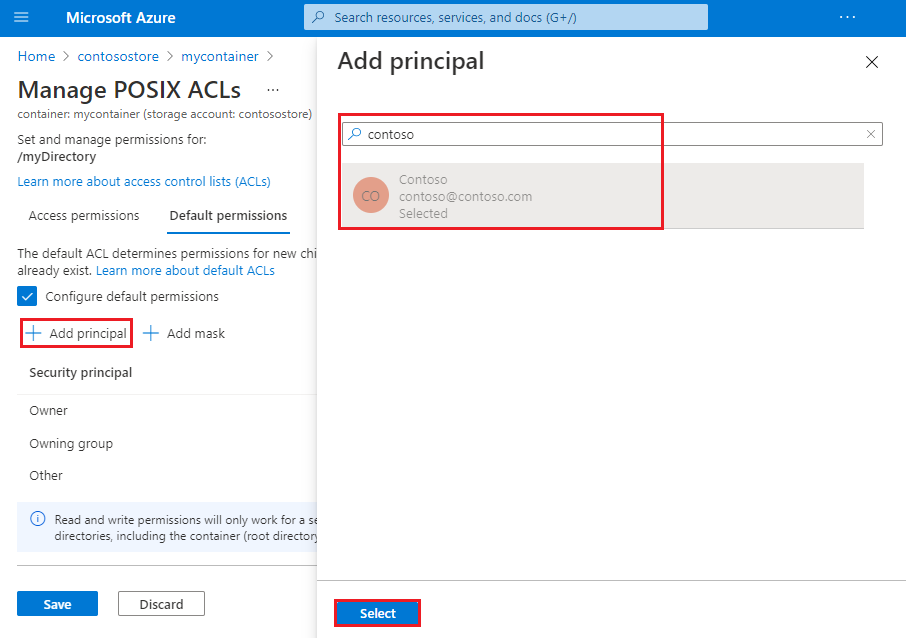 Microsoft Azure
Search resources, services, and docs (G+/)
...
Home > contosostore > mycontainer >
Manage POSIX ACLs ...
container: mycontainer (storage account: contosostore)
Set and manage permissions for:
/myDirectory
Learn more about access control lists (ACLs)
Access permissions Default permissions
The default ACL determines permissions for new chi
already exist. Learn more about default ACLs
Configure default permissions
+ Add principal + Add mask
Security principal
Owner
Owning group
Other
Read and write permissions will only work for a se
directories, including the container (root directory
Save Discard
Add principal
contoso
CO
Contoso
contoso@contoso.com
Selected
Select